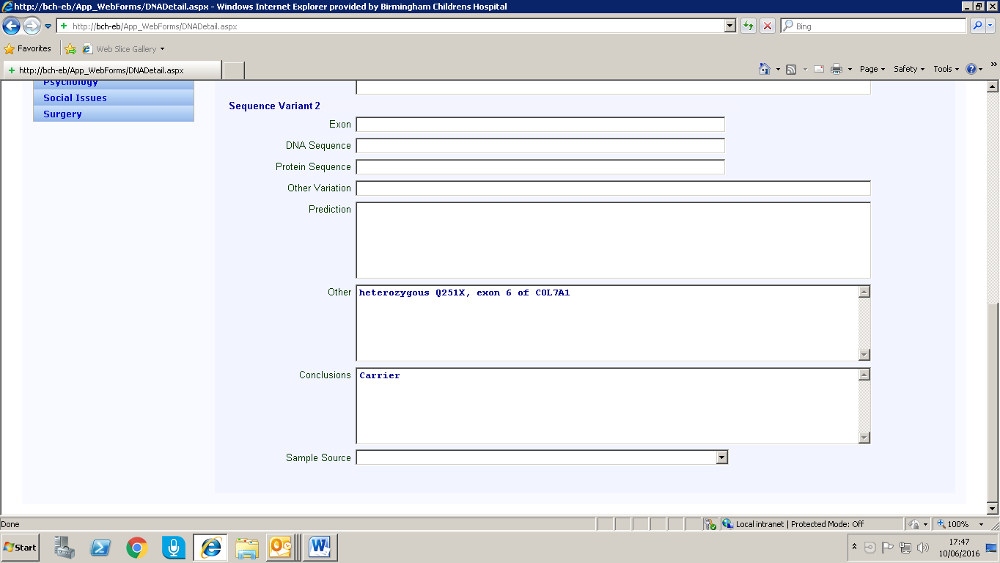 http://bch-eb/App_WebForms/DNADetail.aspx - Windows Internet Explorer provided by Birmingham Childrens Hospital
http://bch-eb/App_WebForms/DNADetail.aspx
Bing
Favorites
Web Slice Gallery
http://bch-eb/App_WebForms/DNADetail.aspx
Page
Safety
Tools
Psychology
Social Issues
Surgery
Sequence Variant 2
Exon
DNA Sequence
Protein Sequence
Other Variation
Prediction
Other
heterozygous Q251X, exon 6 of COL7A1
Conclusions
Carrier
Sample Source
Done
Local intranet | Protected Mode: Off
100%
Start
17:47
10/06/2016